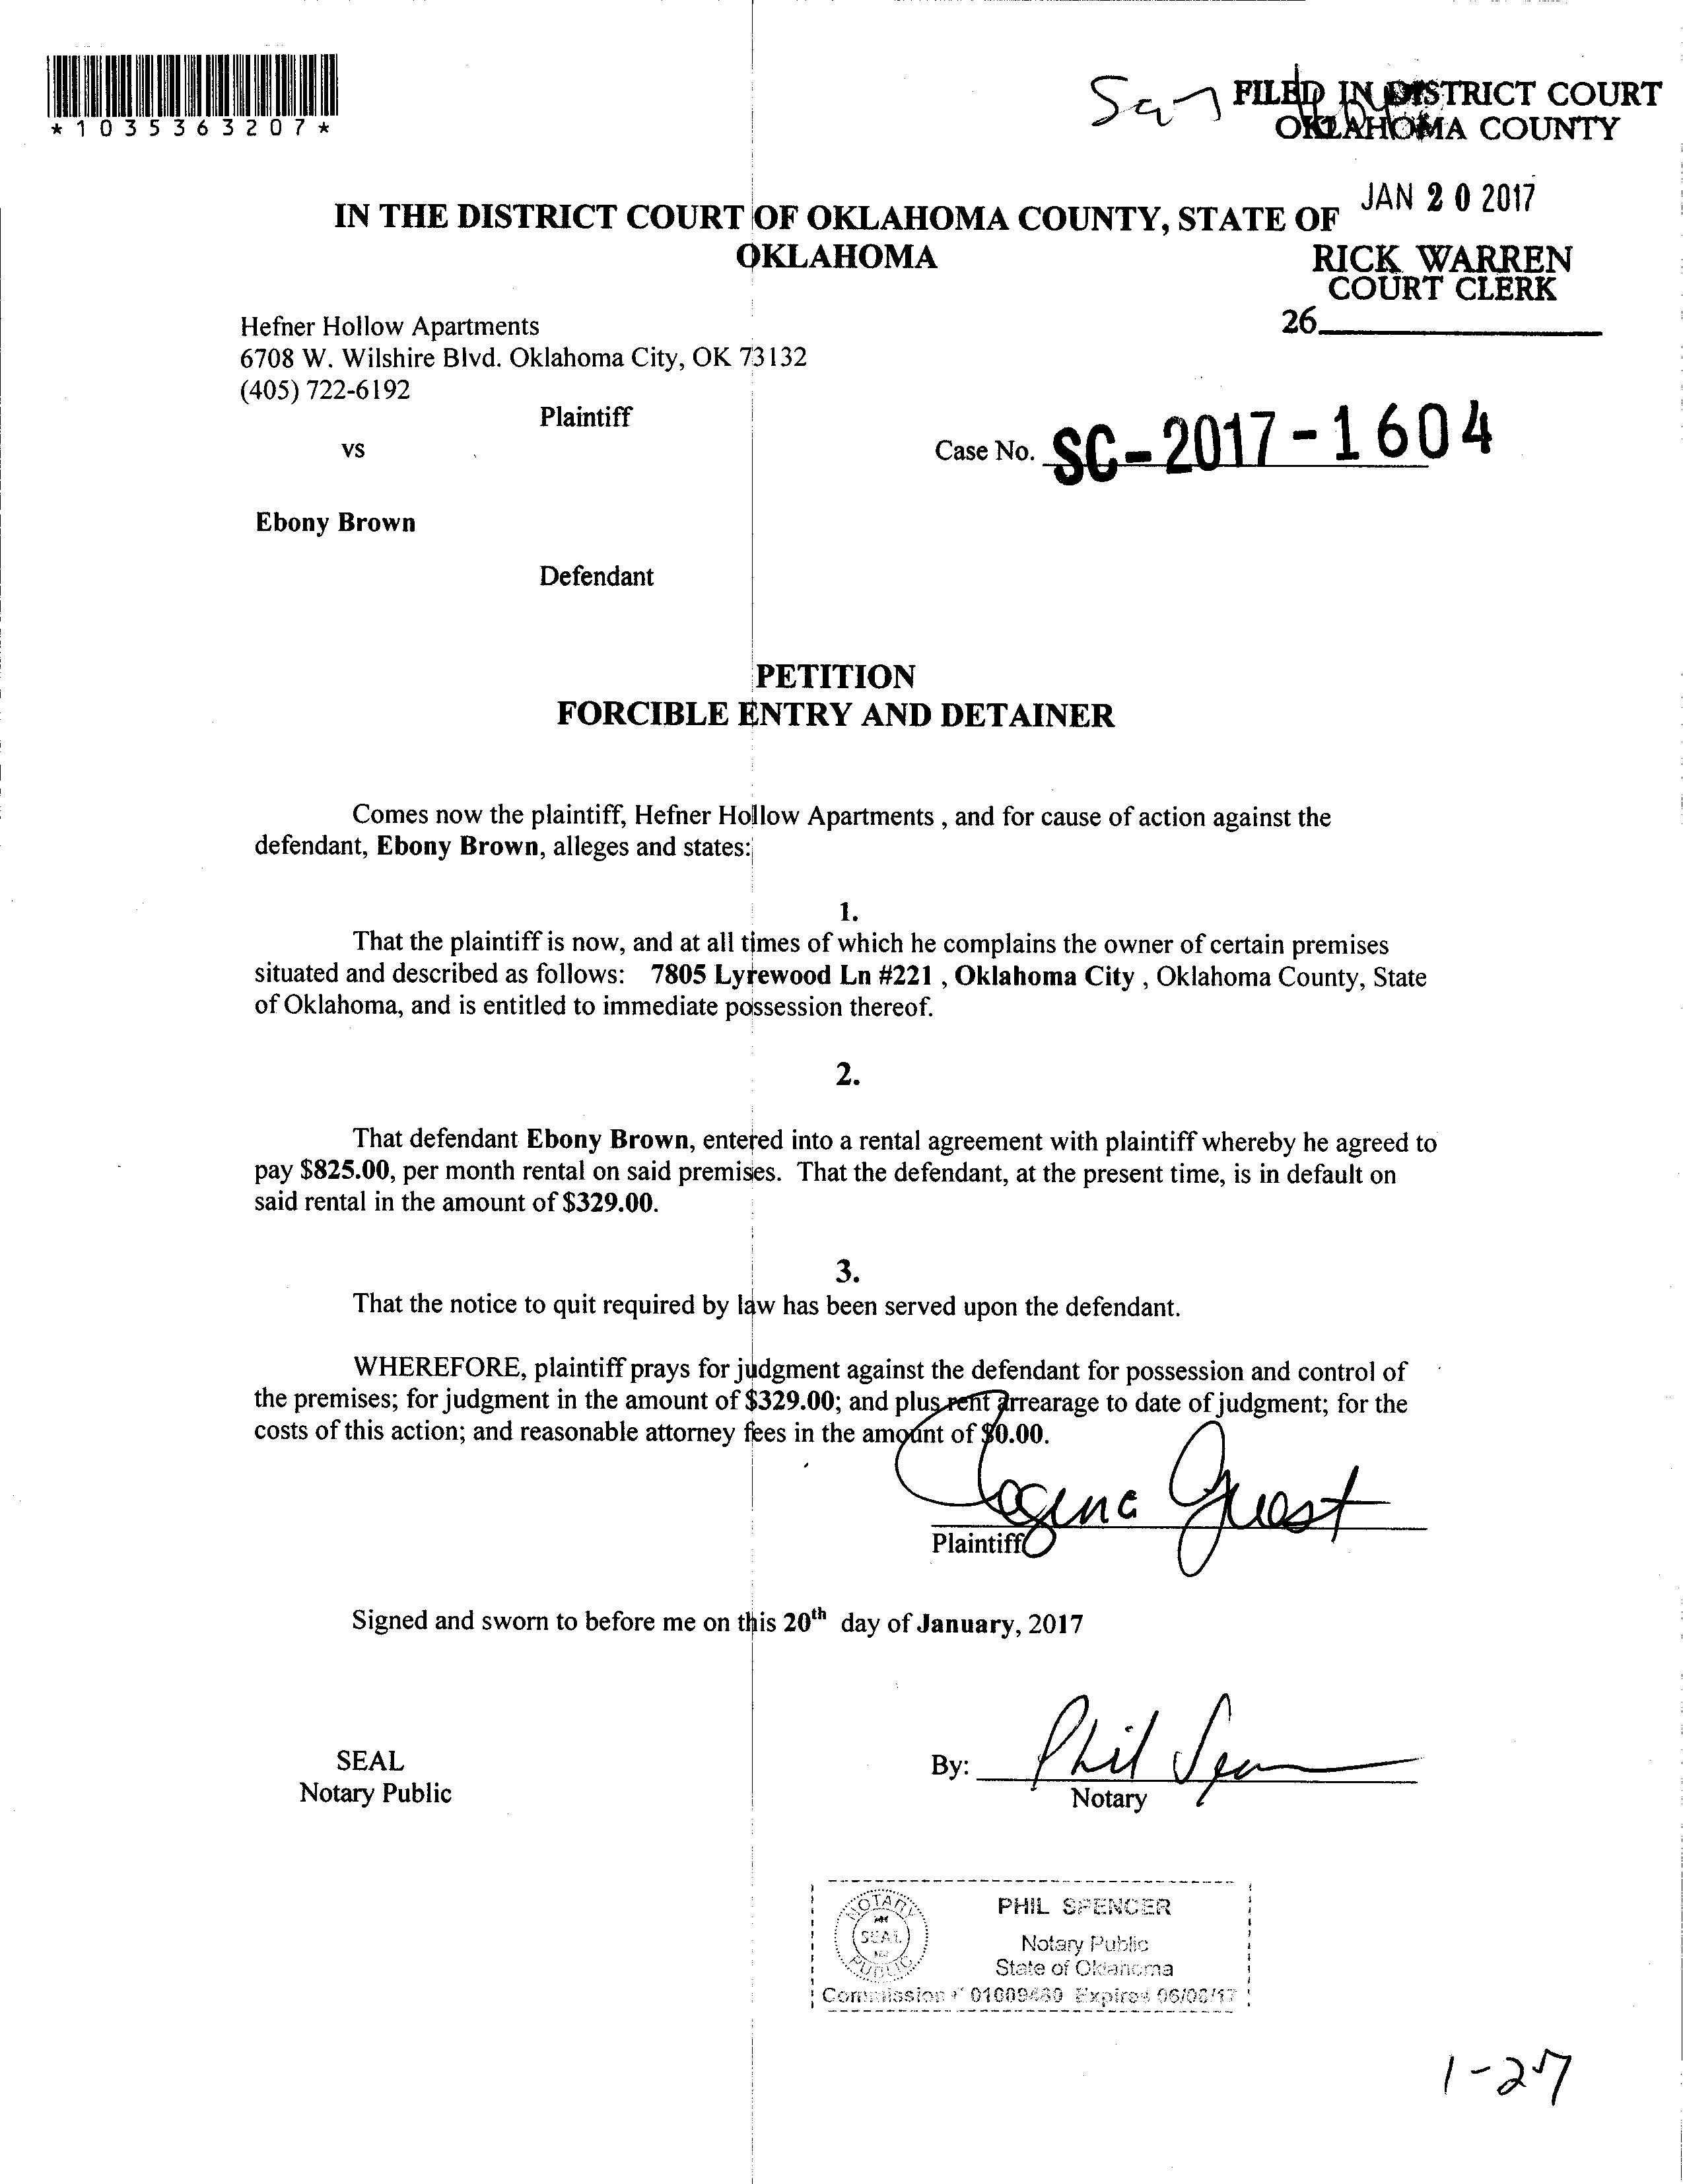 *1035363207*
FILED IN DISTRICT COURT
OKLAHOMA COUNTY
JAN 20 2017
RICK WARREN
COURT CLERK
26
IN THE DISTRICT COURT OF OKLAHOMA COUNTY, STATE OF
OKLAHOMA
Hefner Hollow Apartments
6708 W. Wilshire Blvd. Oklahoma City, OK 73132
(405) 722-6192
Plaintiff
vs
Case No. SC-2017-1604
Ebony Brown
Defendant
PETITION
FORCIBLE ENTRY AND DETAINER
Comes now the plaintiff, Hefner Hollow Apartments , and for cause of action against the
defendant, Ebony Brown, alleges and states:
1.
That the plaintiff is now, and at all times of which he complains the owner of certain premises
situated and described as follows: 7805 Lyrewood Ln #221 , Oklahoma City , Oklahoma County, State
of Oklahoma, and is entitled to immediate possession thereof.
2.
That defendant Ebony Brown, entered into a rental agreement with plaintiff whereby he agreed to
pay $825.00, per month rental on said premises. That the defendant, at the present time, is in default on
said rental in the amount of $329.00.
3.
That the notice to quit required by law has been served upon the defendant.
WHEREFORE, plaintiff prays for judgment against the defendant for possession and control of
the premises; for judgment in the amount of $329.00; and plus rent arrearage to date of judgment; for the
costs of this action; and reasonable attorney fees in the amount of $0.00.
Guest
Plaintiff
Signed and sworn to before me on this 20th day of January, 2017
SEAL
Notary Public
By: Phil
Notary
NOTARY
SEAL
PUBLIC
PHIL SPENCER
Notary Public
State of Oklahoma
Commission # Expires
1-27